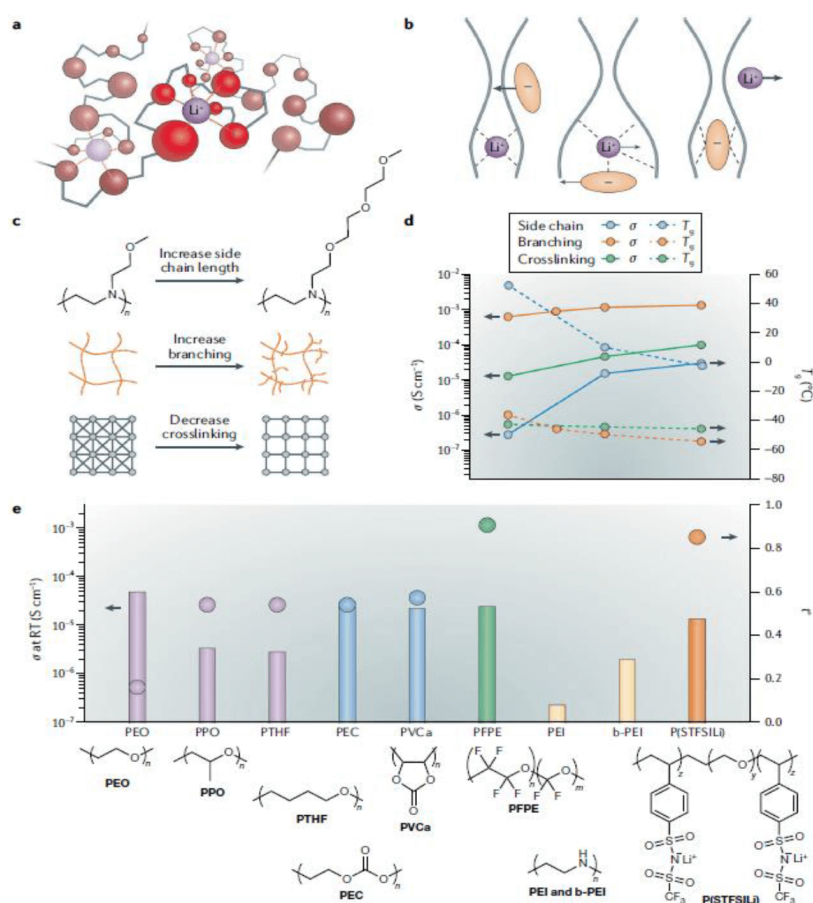 a
b
Li⁺
Li⁺
Li⁺
Li⁺
c
O
O
O
O
N
n
Increase side
chain length
N
n
Increase
branching
Decrease
crosslinking
d
Side chain σ Tg
Branching σ Tg
Crosslinking σ Tg
10⁻²
10⁻³
10⁻⁴
10⁻⁵
10⁻⁶
10⁻⁷
σ (S cm⁻¹)
60
40
20
0
−20
−40
−60
−80
Tg (°C)
e
10⁻³
10⁻⁴
10⁻⁵
10⁻⁶
10⁻⁷
σ at RT (S cm⁻¹)
1.0
0.8
0.6
0.4
0.2
0.0
PEO PPO PTHF PEC PVCa PFPE PEI b-PEI P(STFSILi)
O n
PEO
O n
PPO
O n
PTHF
O O O n
PEC
n O O O
PVCa
F F F F O n F F O m
PFPE
H N n
PEI and b-PEI
z O y z
O S O
N⁻ Li⁺
O S O
CF₃
O S O
N⁻ Li⁺
O S O
CF₃
P(STFSILi)